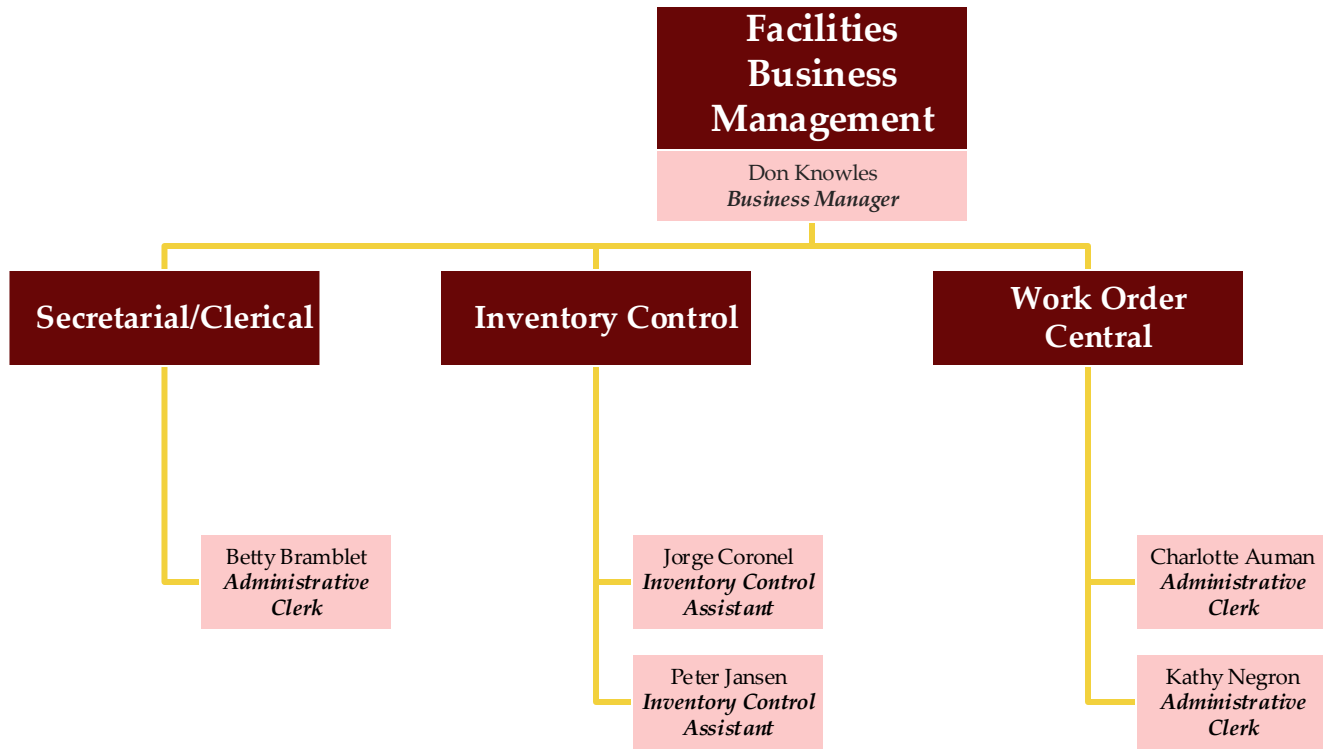 Facilities
Business
Management
Don Knowles
Business Manager
Secretarial/Clerical
Inventory Control
Work Order
Central
Betty Bramblet
Administrative
Clerk
Jorge Coronel
Inventory Control
Assistant
Peter Jansen
Inventory Control
Assistant
Charlotte Auman
Administrative
Clerk
Kathy Negron
Administrative
Clerk